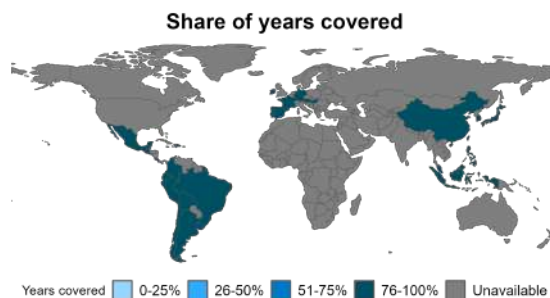 Share of years covered
Years covered 0-25% 26-50% 51-75% 76-100% Unavailable